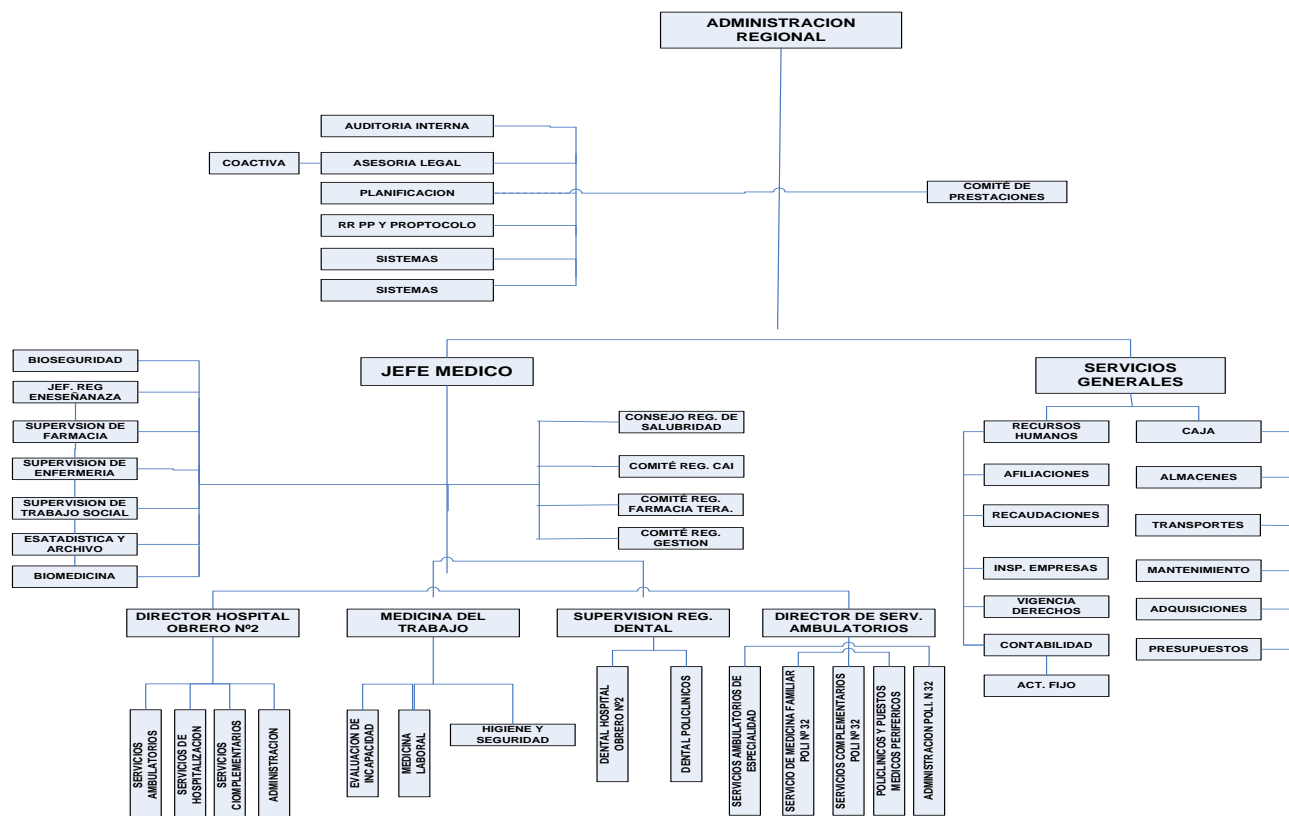 ADMINISTRACION
REGIONAL
AUDITORIA INTERNA
COACTIVA
ASESORIA LEGAL
PLANIFICACION
COMITÉ DE
PRESTACIONES
RR PP Y PROPTOCOLO
SISTEMAS
SISTEMAS
BIOSEGURIDAD
JEF. REG
ENESEÑANAZA
SUPERVSION DE
FARMACIA
SUPERVISION DE
ENFERMERIA
SUPERVISION DE
TRABAJO SOCIAL
ESATADISTICA Y
ARCHIVO
BIOMEDICINA
JEFE MEDICO
CONSEJO REG. DE
SALUBRIDAD
COMITÉ REG. CAI
COMITÉ REG.
FARMACIA TERA.
COMITÉ REG.
GESTION
SERVICIOS
GENERALES
RECURSOS
HUMANOS
CAJA
AFILIACIONES
ALMACENES
RECAUDACIONES
TRANSPORTES
INSP. EMPRESAS
MANTENIMIENTO
VIGENCIA
DERECHOS
ADQUISICIONES
CONTABILIDAD
PRESUPUESTOS
ACT. FIJO
DIRECTOR HOSPITAL
OBRERO Nº2
MEDICINA DEL
TRABAJO
SUPERVISION REG.
DENTAL
DIRECTOR DE SERV.
AMBULATORIOS
SERVICIOS
AMBULATORIOS
SERVICIOS DE
HOSPITALIZACION
SERVICIOS
CIOMPLEMENTARIOS
ADMINISTRACION
EVALUACION DE
INCAPACIDAD
MEDICINA
LABORAL
HIGIENE Y
SEGURIDAD
DENTAL HOSPITAL
OBRERO Nº2
DENTAL POLICLINICOS
SERVICIOS AMBULATORIOS DE
ESPECIALIDAD
SERVICIO DE MEDICINA FAMILIAR
POLI Nº 32
SERVICIOS COMPLEMENTARIOS
POLI Nº 32
POLICLINICOS Y PUESTOS
MEDICOS PERIFERICOS
ADMINISTRACION POLI. N 32